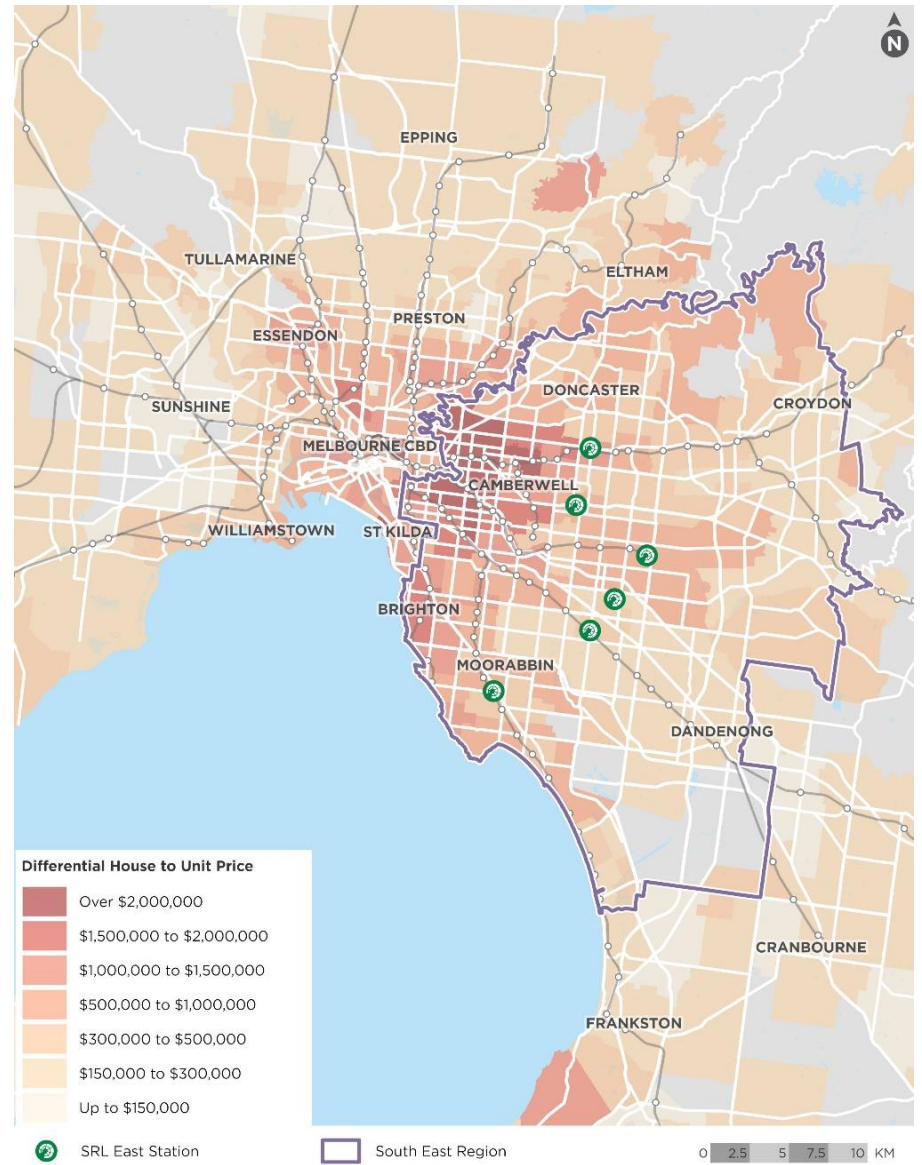 N
EPPING
TULLAMARINE
ELTHAM
PRESTON
ESSENDON
DONCASTER
CROYDON
SUNSHINE
MELBOURNE CBD
CAMBERWELL
WILLIAMSTOWN
ST KILDA
BRIGHTON
MOORABBIN
DANDENONG
CRANBOURNE
FRANKSTON
Differential House to Unit Price
Over $2,000,000
$1,500,000 to $2,000,000
$1,000,000 to $1,500,000
$500,000 to $1,000,000
$300,000 to $500,000
$150,000 to $300,000
Up to $150,000
SRL East Station
South East Region
0 2.5 5 7.5 10 KM